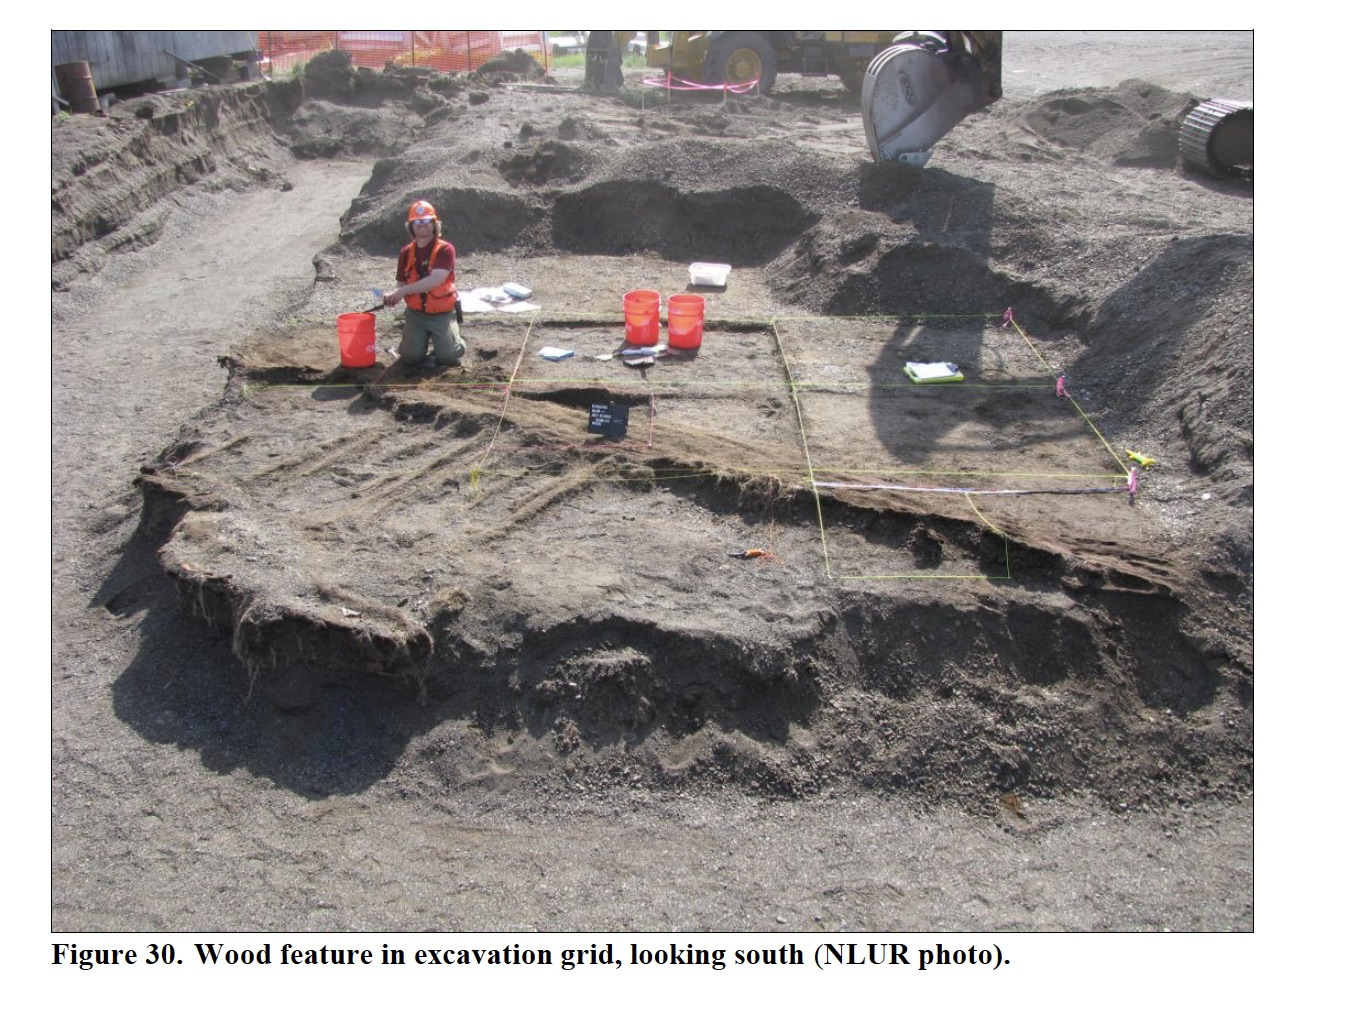 Figure 30. Wood feature in excavation grid, looking south (NLUR photo).